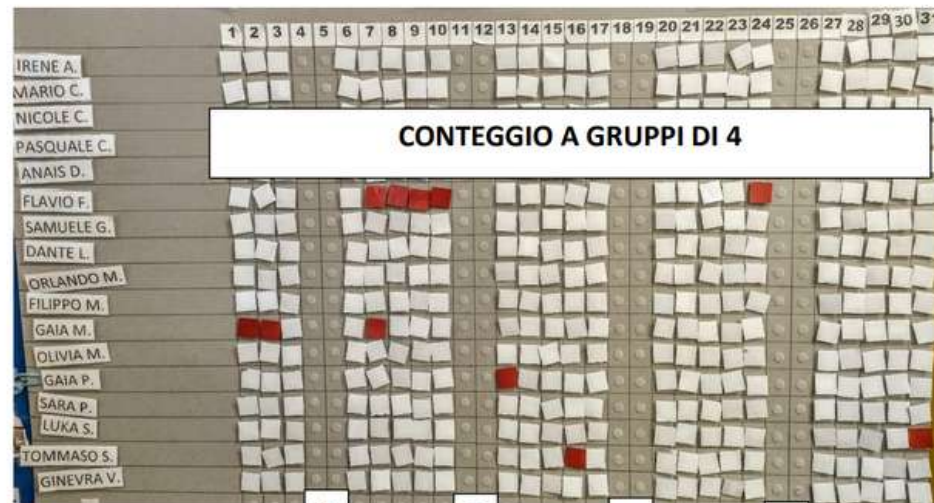 1 2 3 4 5 6 7 8 9 10 11 12 13 14 15 16 17 18 19 20 21 22 23 24 25 26 27 28 29 30 31
IRENE A.
MARIO C.
NICOLE C.
CONTEGGIO A GRUPPI DI 4
PASQUALE C.
ANAIS D.
FLAVIO F.
SAMUELE G.
DANTE L.
ORLANDO M.
FILIPPO M.
GAIA M.
OLIVIA M.
GAIA P.
SARA P.
LUKA S.
TOMMASO S.
GINEVRA V.